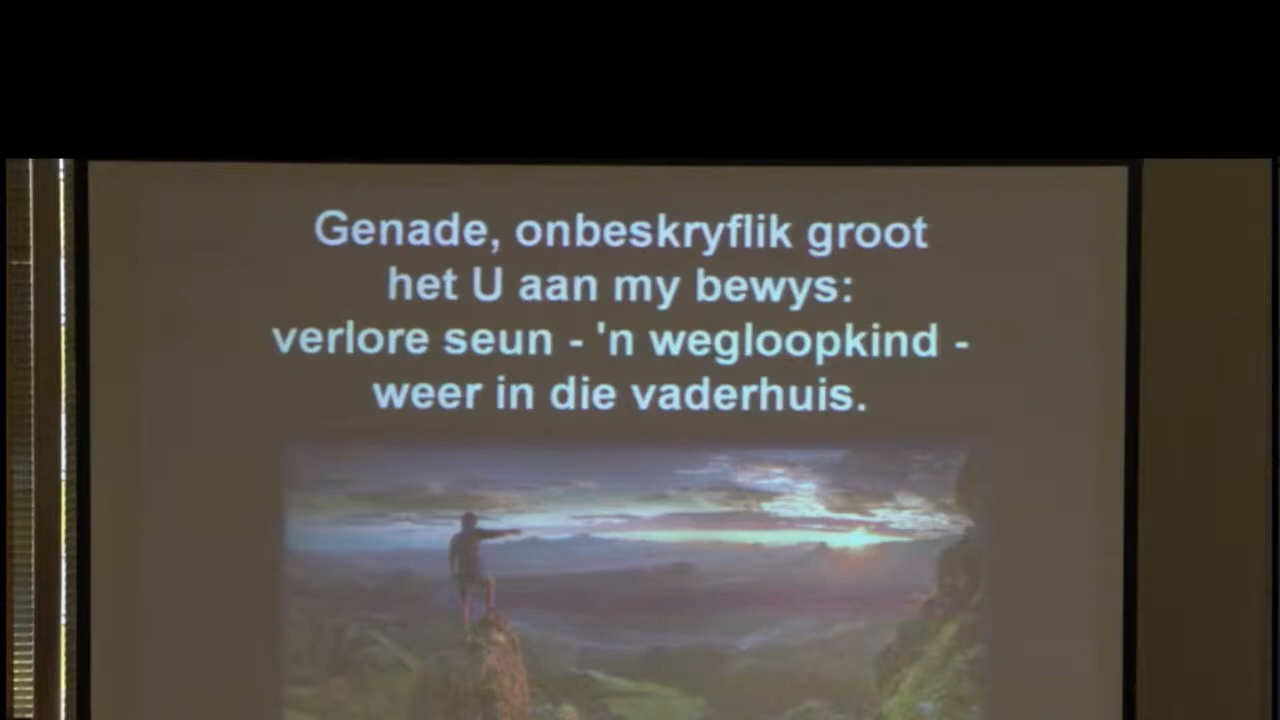 Genade, onbeskryflik groot
het U aan my bewys:
verlore seun - 'n wegloopkind -
weer in die vaderhuis.